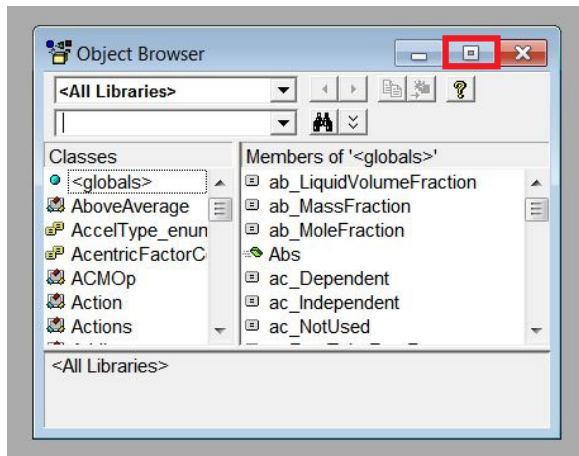 Object Browser
<All Libraries>
Classes
Members of '<globals>'
<globals>
AboveAverage
AccelType_enun
AcentricFactorC
ACMOp
Action
Actions
ab_LiquidVolumeFraction
ab_MassFraction
ab_MoleFraction
Abs
ac_Dependent
ac_Independent
ac_NotUsed
<All Libraries>